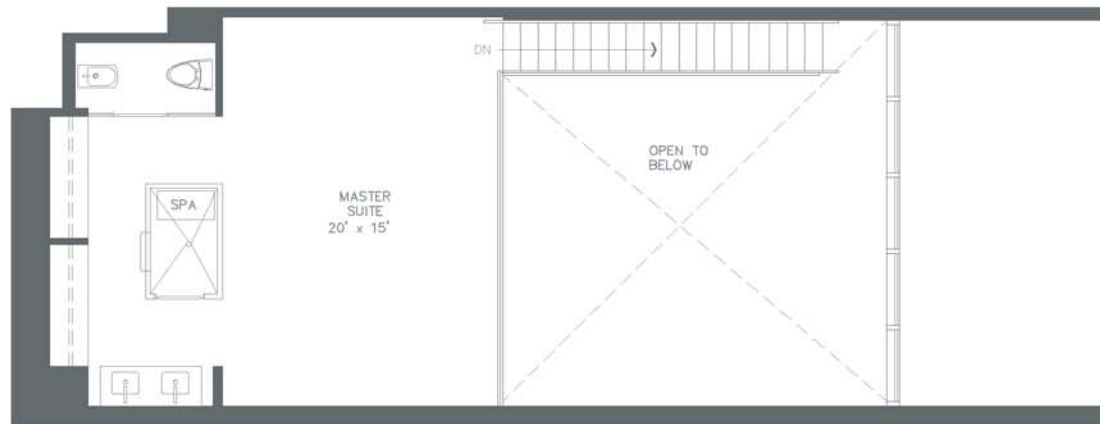 DN
OPEN TO
BELOW
SPA
MASTER
SUITE
20' x 15'